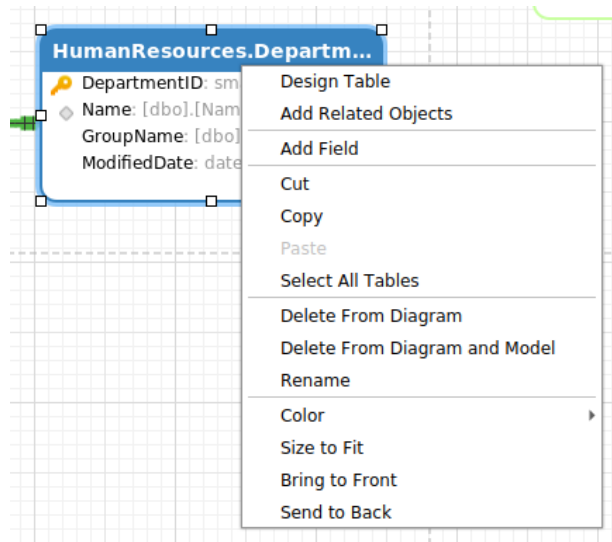 HumanResources.Departm...
DepartmentID: sm
Name: [dbo].[Nam
GroupName: [dbo]
ModifiedDate: date
Design Table
Add Related Objects
Add Field
Cut
Copy
Paste
Select All Tables
Delete From Diagram
Delete From Diagram and Model
Rename
Color
Size to Fit
Bring to Front
Send to Back